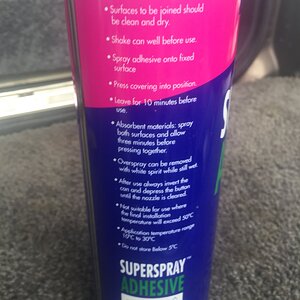 • Surfaces to be joined should
be clean and dry.
• Shake can well before use.
• Spray adhesive onto fixed
surface
• Press covering into position.
• Leave for 10 minutes before
use.
• Absorbent materials: spray
both surfaces and allow
three minutes before
pressing together.
• Overspray can be removed
with white spirit while still wet.
• After use always invert the
can and depress the button
until the nozzle is cleared.
• Not suitable for use where
the final installation
temperature will exceed 50°C
• Application temperature range
15°C to 30°C
• Do not store Below 5°C
SUPERSPRAY™
ADHESIVE